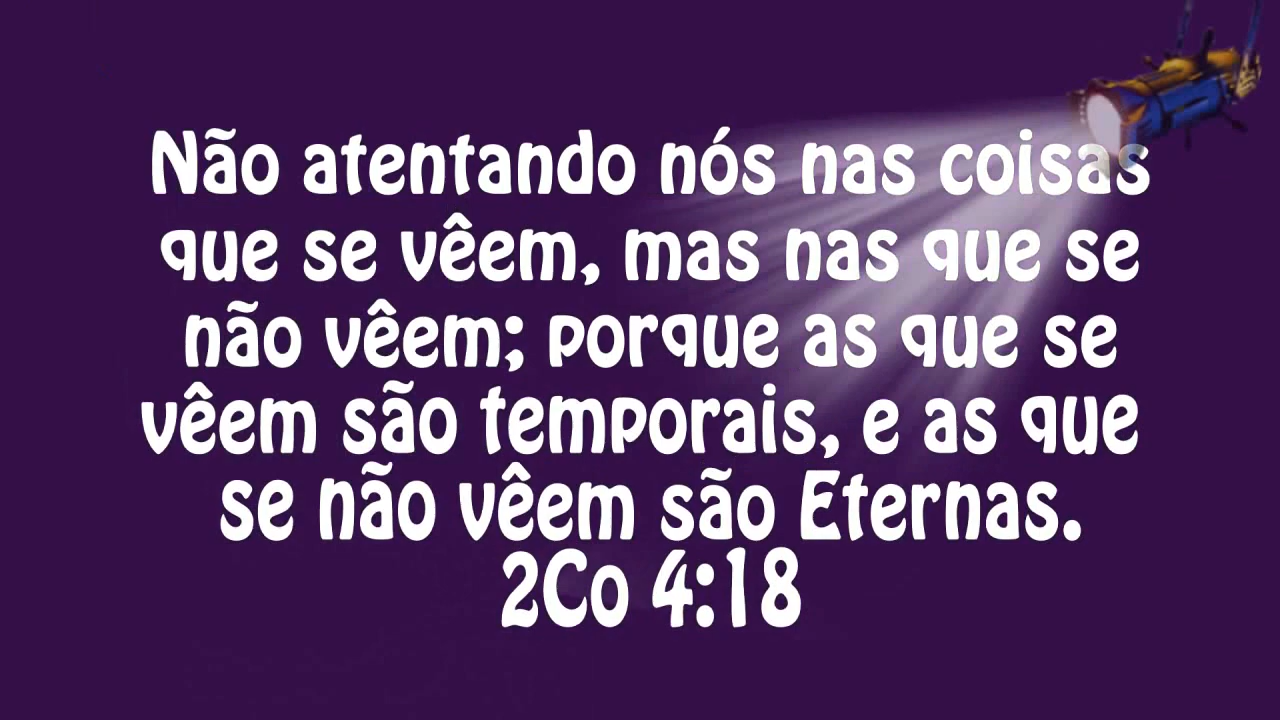 Não atentando nós nas coisas
que se vêem, mas nas que se
não vêem; porque as que se
vêem são temporais, e as que
se não vêem são Eternas.
2Co 4:18